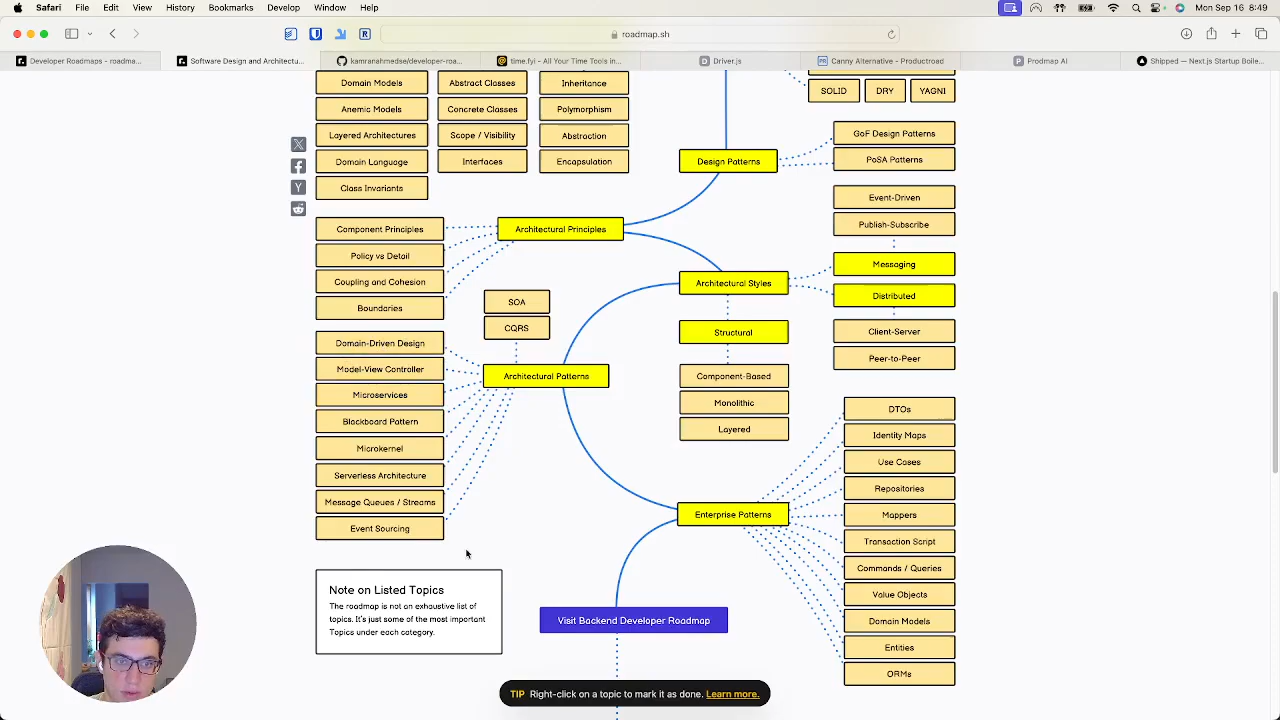 Safari File Edit View History Bookmarks Develop Window Help
Mon Sep 16 8:49
roadmap.sh
Developer Roadmaps - roadma...
Software Design and Architectu...
kamranahmedse/developer-roa...
time.fyi - All Your Time Tools in...
Driver.js
Canny Alternative - Productroad
Prodmap AI
Shipped — Next.js Startup Boile...
Domain Models
Abstract Classes
Inheritance
SOLID
DRY
YAGNI
Anemic Models
Concrete Classes
Polymorphism
Layered Architectures
Scope / Visibility
Abstraction
GoF Design Patterns
Domain Language
Interfaces
Encapsulation
Design Patterns
PoSA Patterns
Class Invariants
Event-Driven
Publish-Subscribe
Component Principles
Architectural Principles
Policy vs Detail
Messaging
Coupling and Cohesion
Architectural Styles
Distributed
Boundaries
SOA
CQRS
Structural
Client-Server
Domain-Driven Design
Peer-to-Peer
Model-View Controller
Architectural Patterns
Component-Based
Microservices
Monolithic
DTOs
Blackboard Pattern
Layered
Identity Maps
Microkernel
Use Cases
Serverless Architecture
Repositories
Message Queues / Streams
Enterprise Patterns
Mappers
Event Sourcing
Transaction Script
Commands / Queries
Value Objects
Domain Models
Entities
ORMs
Note on Listed Topics
The roadmap is not an exhaustive list of
topics. It's just some of the most important
Topics under each category.
Visit Backend Developer Roadmap
TIP Right-click on a topic to mark it as done. Learn more.